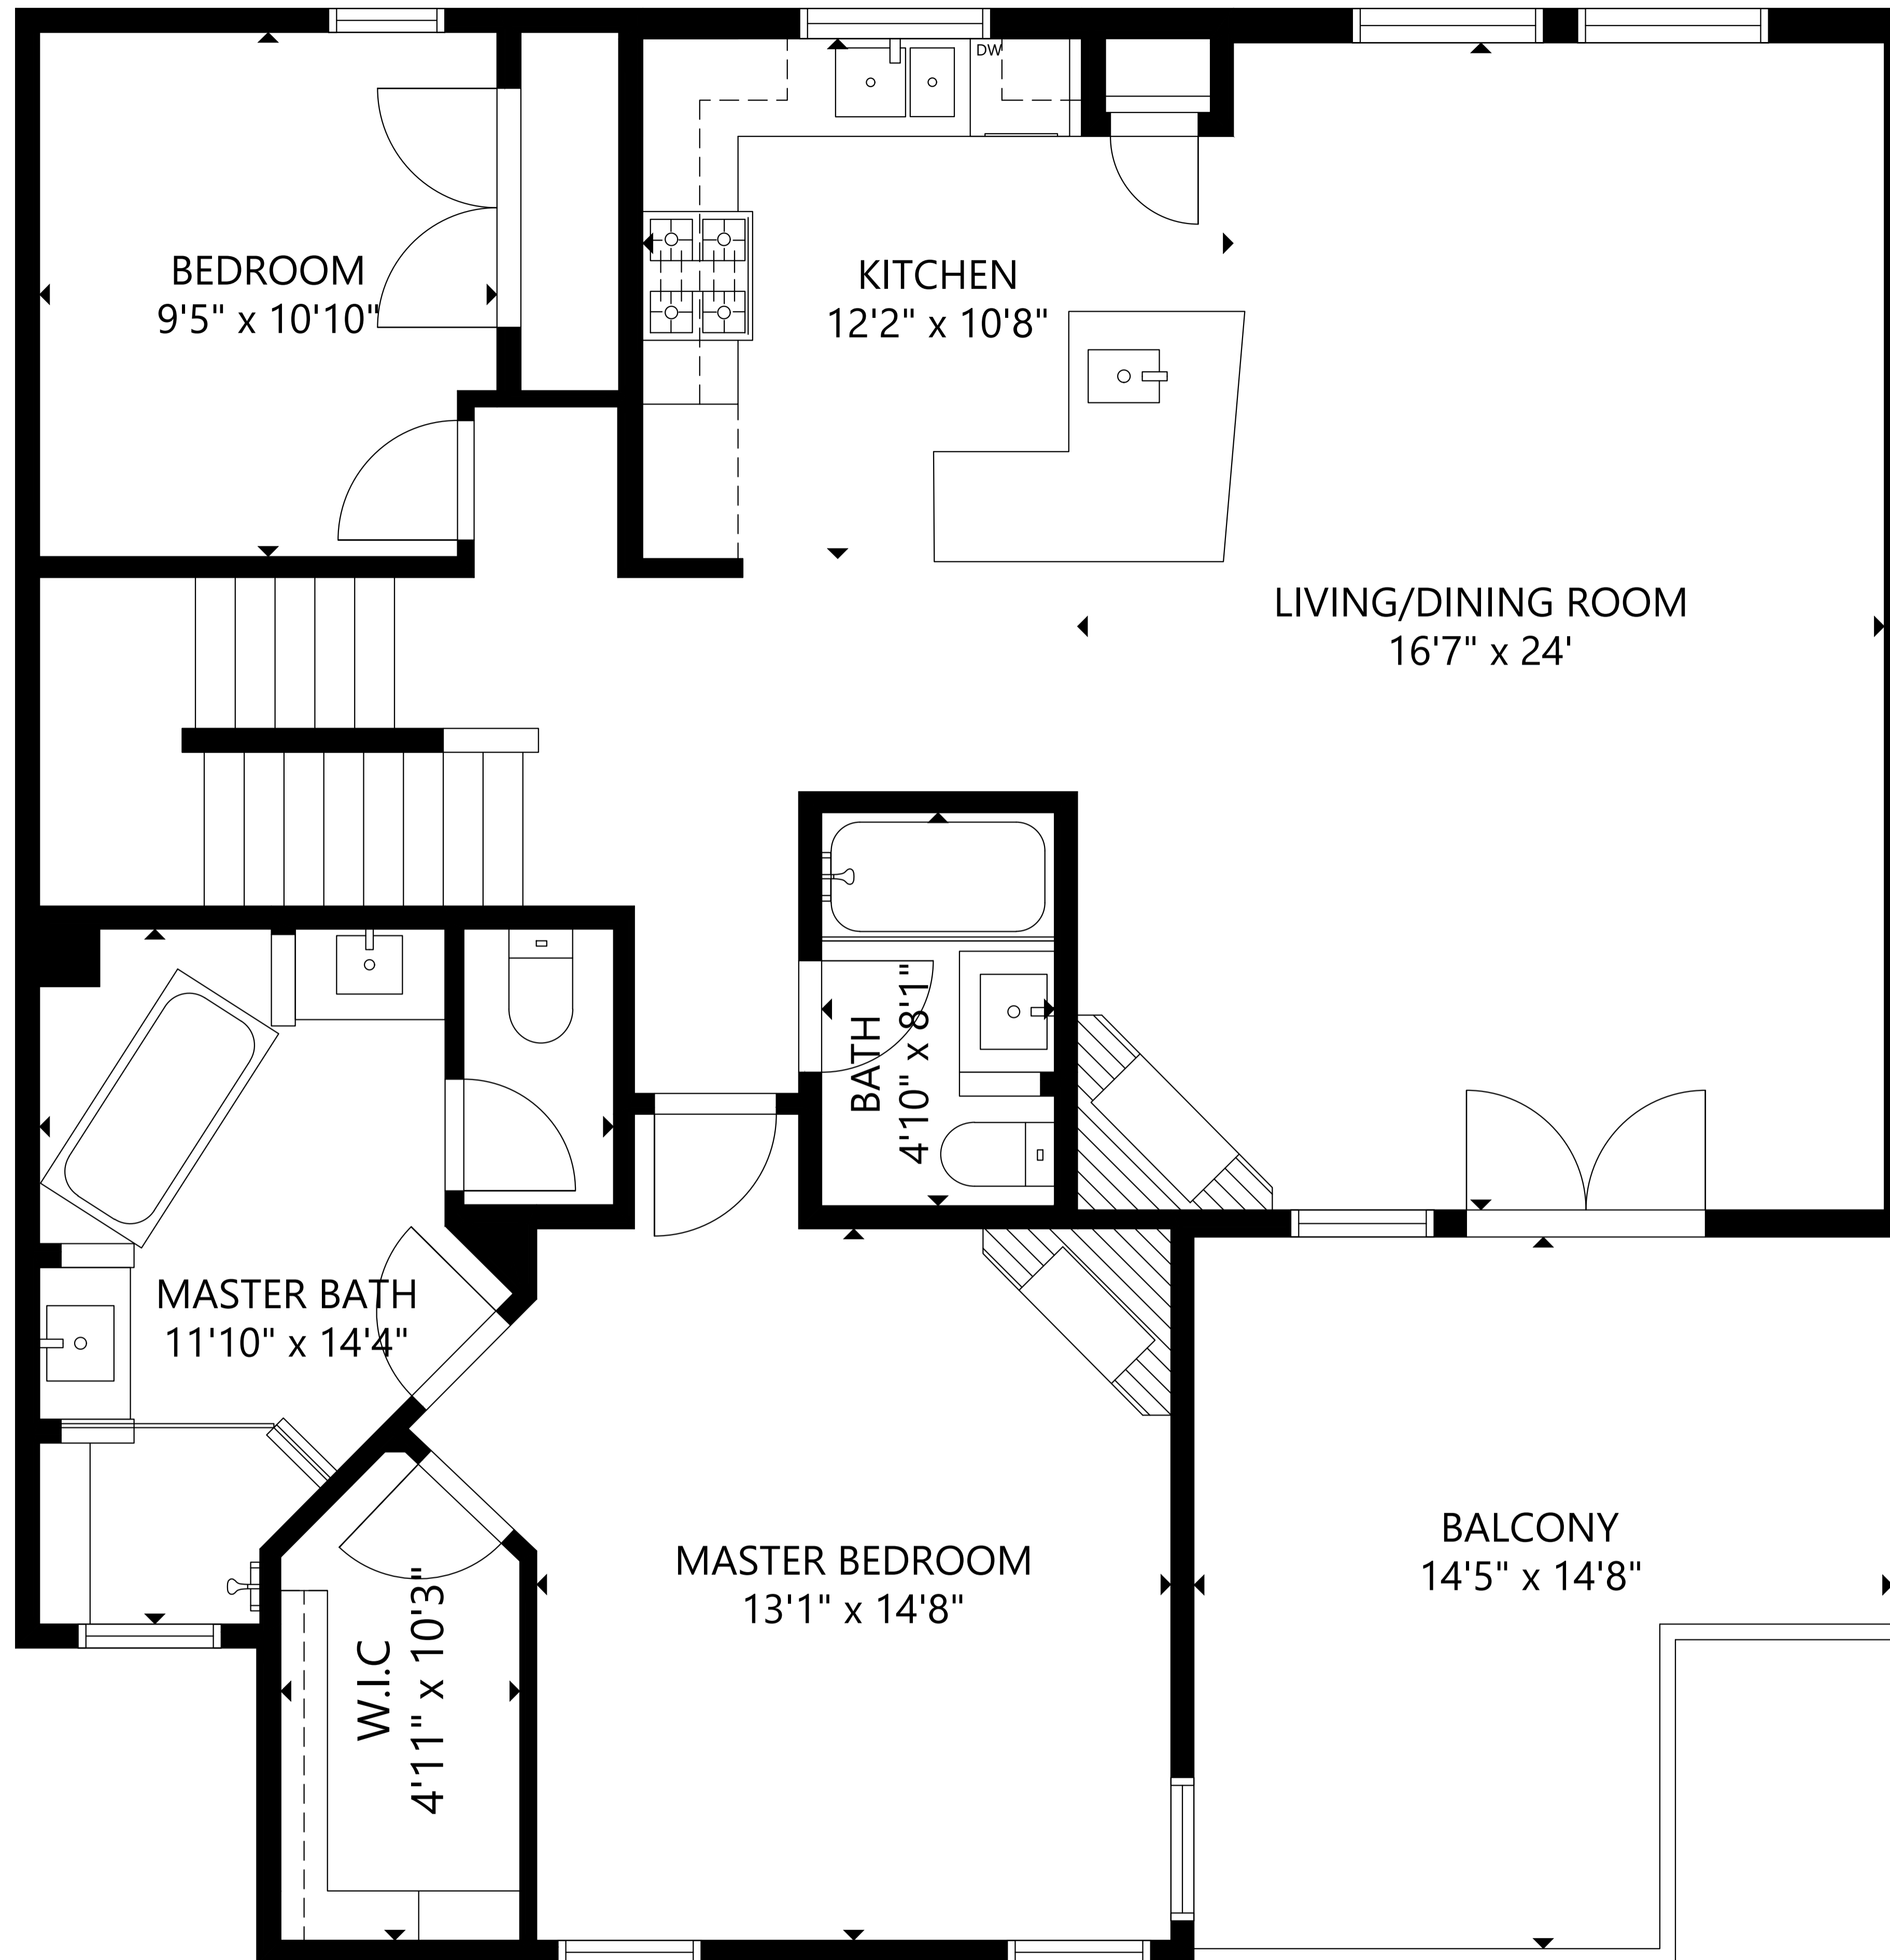 DW
BEDROOM
9'5" x 10'10"
KITCHEN
12'2" x 10'8"
LIVING/DINING ROOM
16'7" x 24'
BATH
4'10" x 8'1"
MASTER BATH
11'10" x 14'4"
MASTER BEDROOM
13'1" x 14'8"
BALCONY
14'5" x 14'8"
W.I.C
4'11" x 10'3"